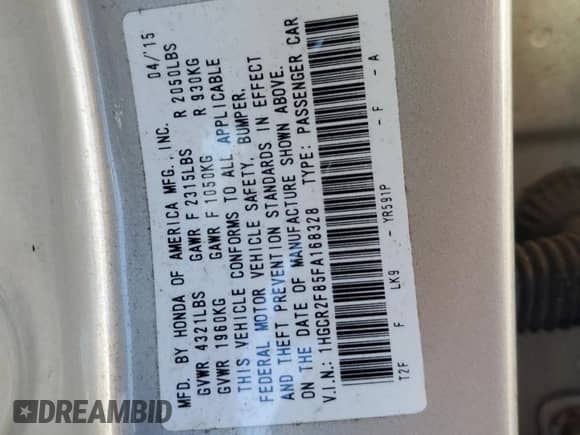 MFD. BY HONDA OF AMERICA MFG., INC. 04/15
GVWR 4321LBS GAWR F 2315LBS R 2050LBS
GVWR 1960KG GAWR F 1050KG R 930KG
THIS VEHICLE CONFORMS TO ALL APPLICABLE
FEDERAL MOTOR VEHICLE SAFETY, BUMPER,
AND THEFT PREVENTION STANDARDS IN EFFECT
ON THE DATE OF MANUFACTURE SHOWN ABOVE.
V.I.N.: 1HGCR2F85FA168328 TYPE: PASSENGER CAR
T2F F LK9 - YR591P - F - A
DREAMBID